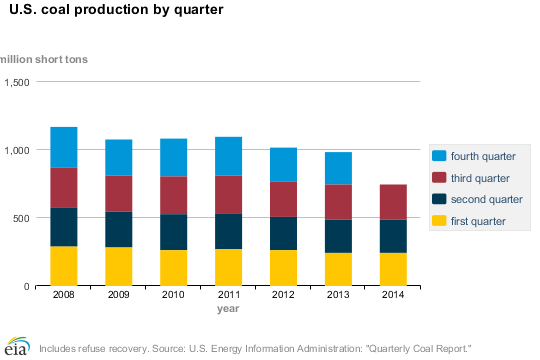 U.S. coal production by quarter
million short tons
1,500
1,000
500
0
2008 2009 2010 2011 2012 2013 2014
year
fourth quarter
third quarter
second quarter
first quarter
eia Includes refuse recovery. Source: U.S. Energy Information Administration: "Quarterly Coal Report."